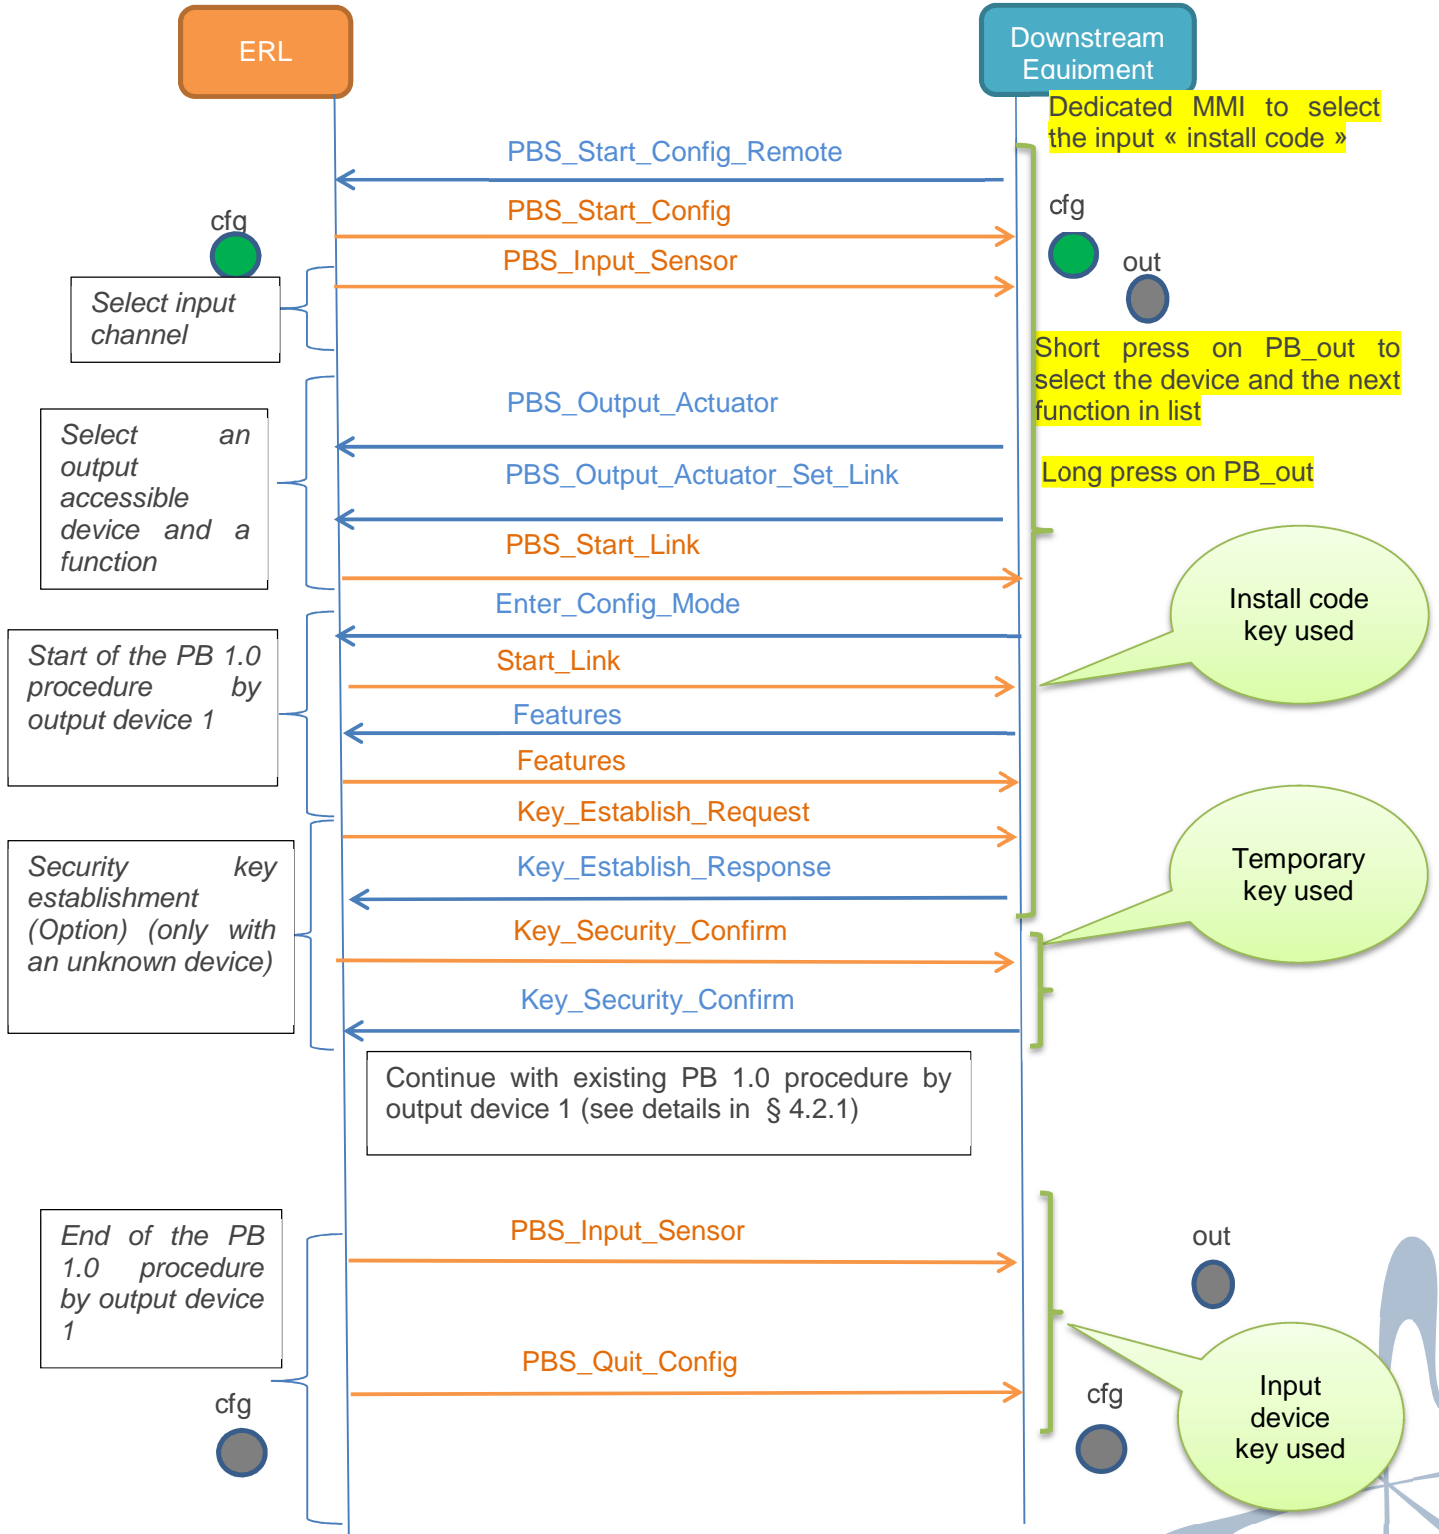 ERL
Downstream
Equipment
Dedicated MMI to select
the input « install code »
PBS_Start_Config_Remote
cfg
PBS_Start_Config
cfg
PBS_Input_Sensor
out
Select input
channel
Short press on PB_out to
select the device and the next
function in list
PBS_Output_Actuator
Select an
output
accessible
device and a
function
PBS_Output_Actuator_Set_Link
Long press on PB_out
PBS_Start_Link
Enter_Config_Mode
Install code
key used
Start of the PB 1.0
procedure by
output device 1
Start_Link
Features
Features
Key_Establish_Request
Security key
establishment
(Option) (only with
an unknown device)
Key_Establish_Response
Temporary
key used
Key_Security_Confirm
Key_Security_Confirm
Continue with existing PB 1.0 procedure by
output device 1 (see details in § 4.2.1)
End of the PB
1.0 procedure
by output device
1
PBS_Input_Sensor
out
PBS_Quit_Config
cfg
cfg
Input
device
key used